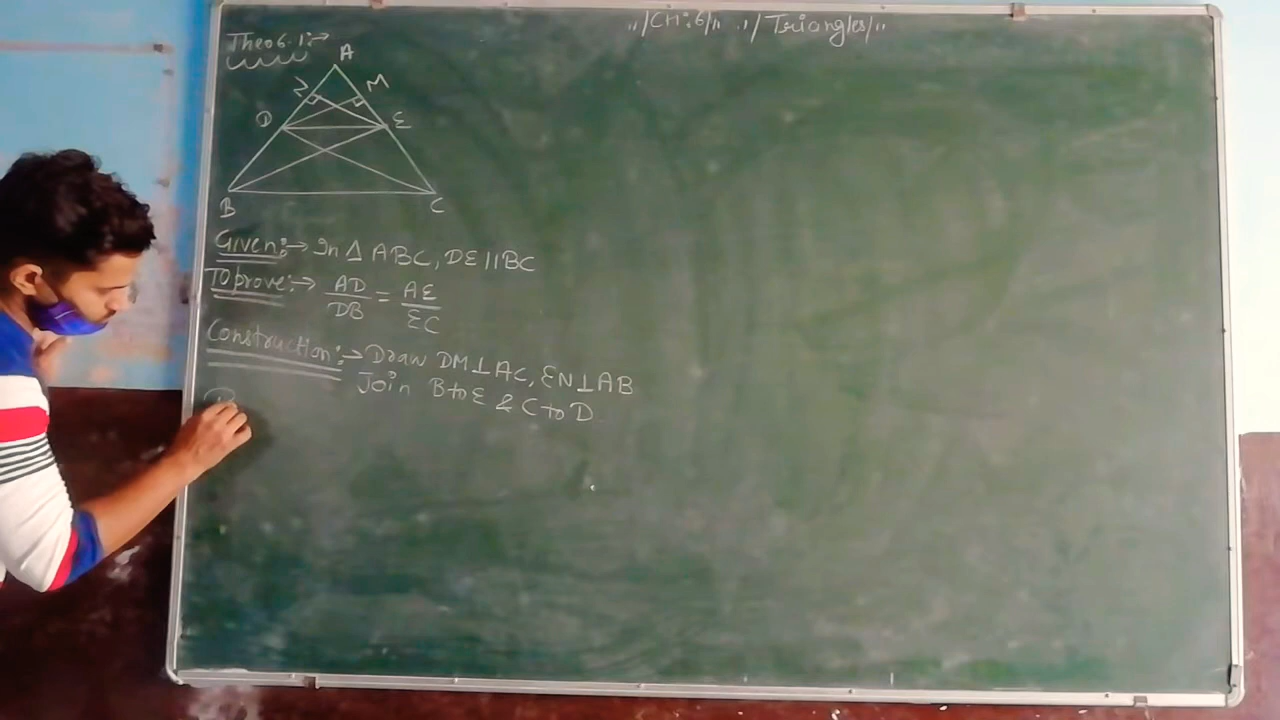 ,,/CH:6/,, ,,/Triangles/,,
Theo 6.1:→
A
N M
D E
B C
Given:→ In Δ ABC, DE||BC
To prove:→ AD/DB = AE/EC
Construction:→ Draw DM⊥AC, EN⊥AB
Join B to E & C to D.